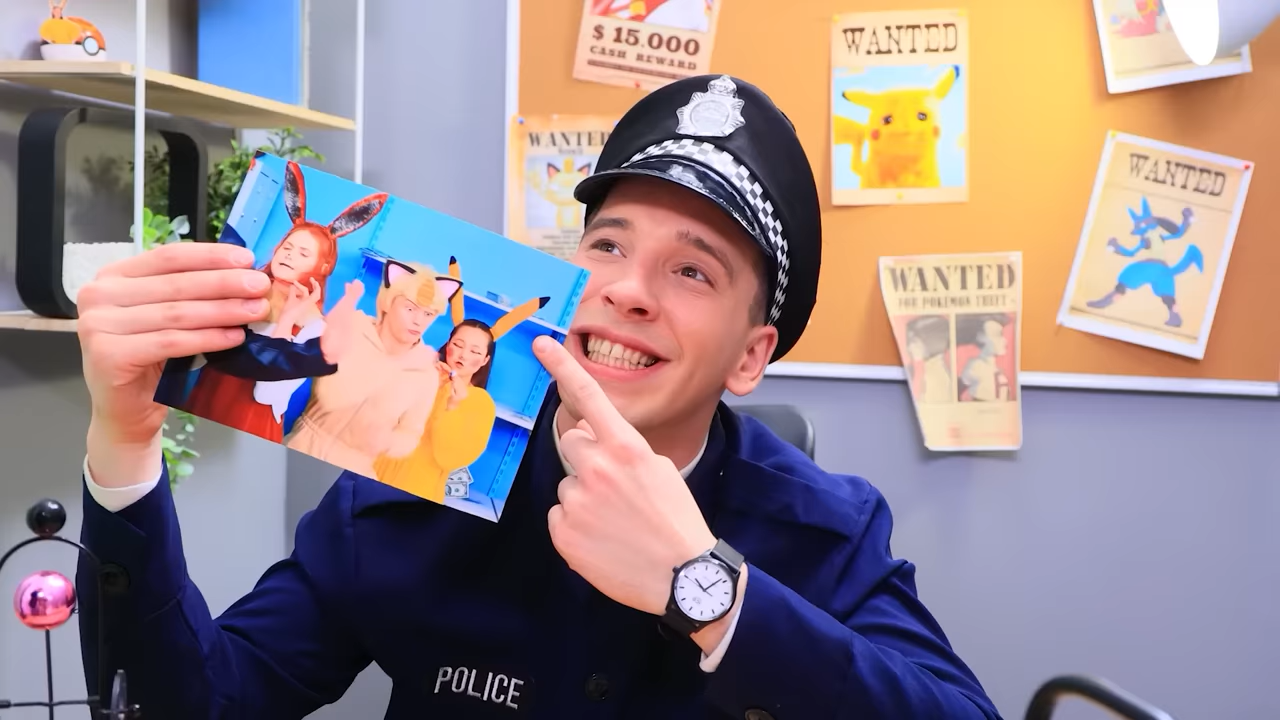 $ 15.000
CASH REWARD
WANTED
WANTED
WANTED
WANTED
FOR POKEMON THEFT
POLICE